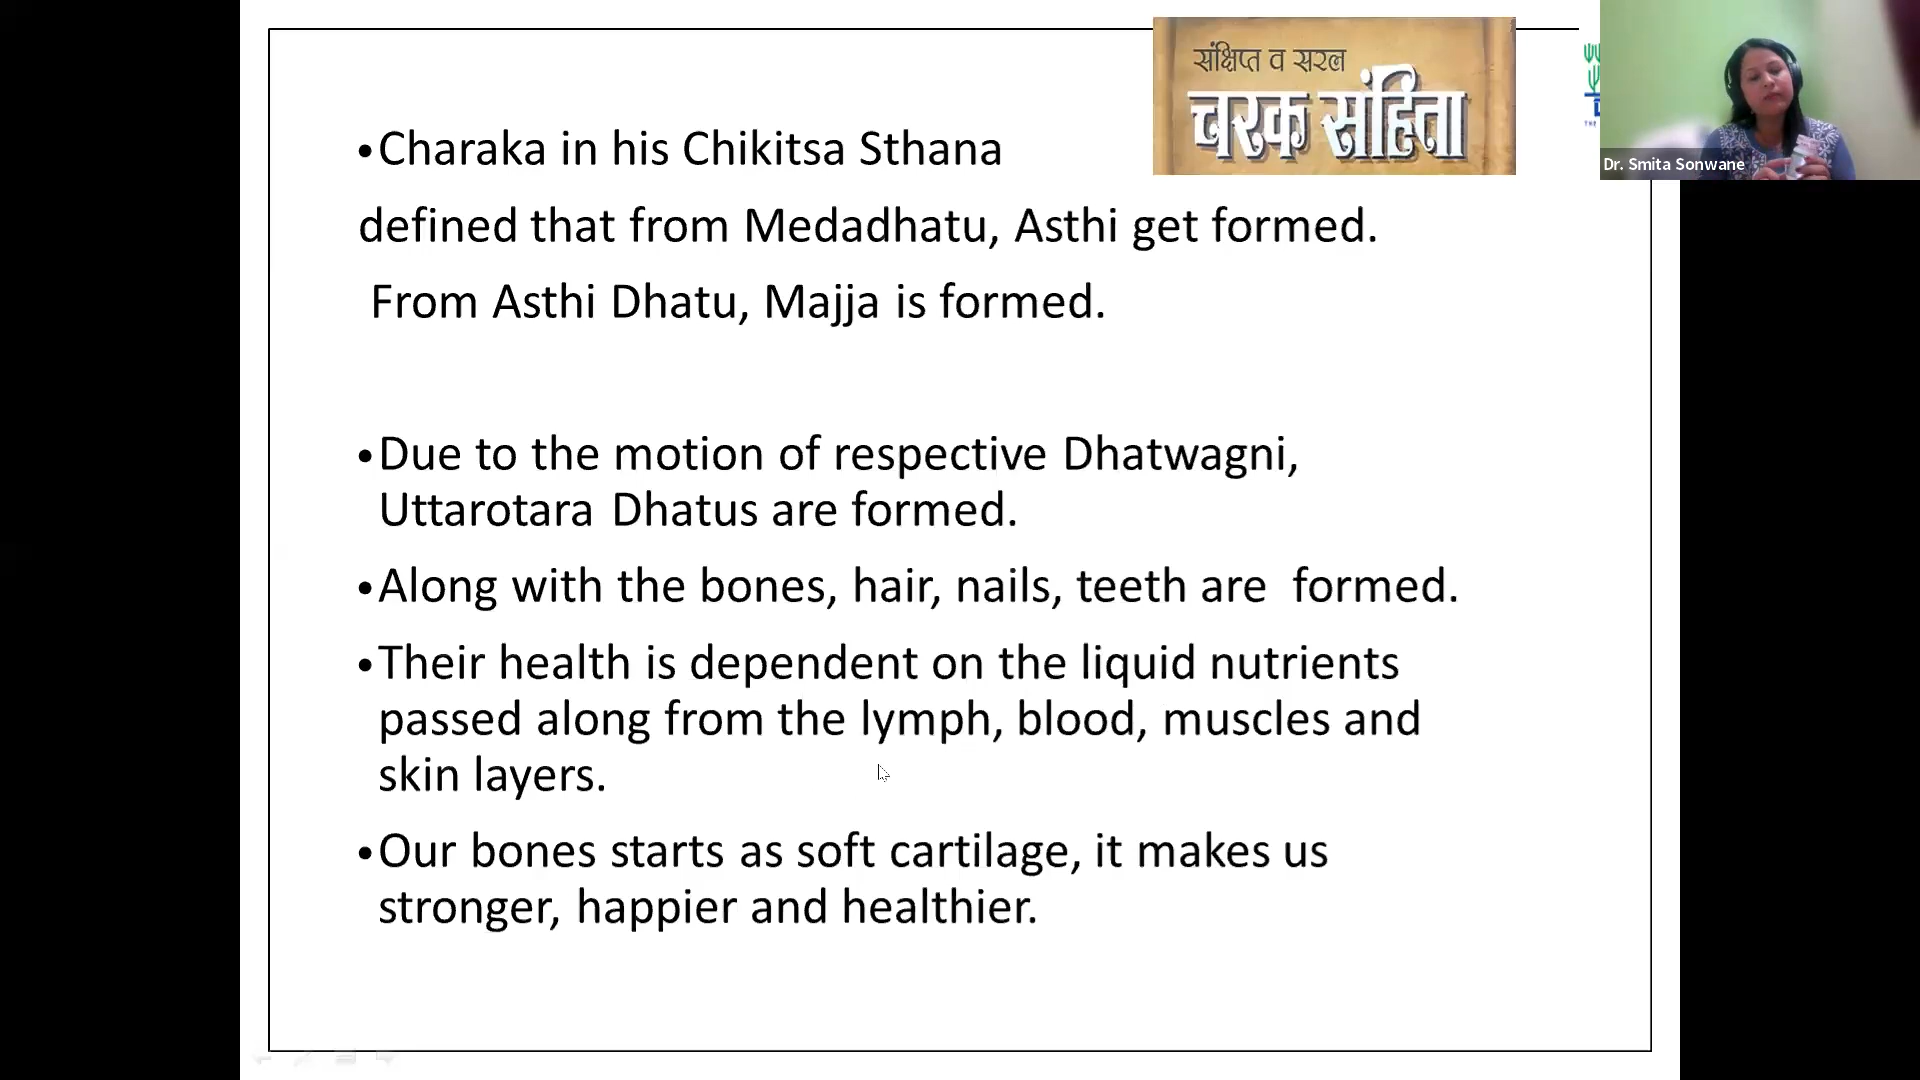 संक्षिप्त व सरल
चरक संहिता
Dr. Smita Sonwane
•Charaka in his Chikitsa Sthana
defined that from Medadhatu, Asthi get formed.
From Asthi Dhatu, Majja is formed.
•Due to the motion of respective Dhatwagni,
Uttarotara Dhatus are formed.
•Along with the bones, hair, nails, teeth are formed.
•Their health is dependent on the liquid nutrients
passed along from the lymph, blood, muscles and
skin layers.
•Our bones starts as soft cartilage, it makes us
stronger, happier and healthier.